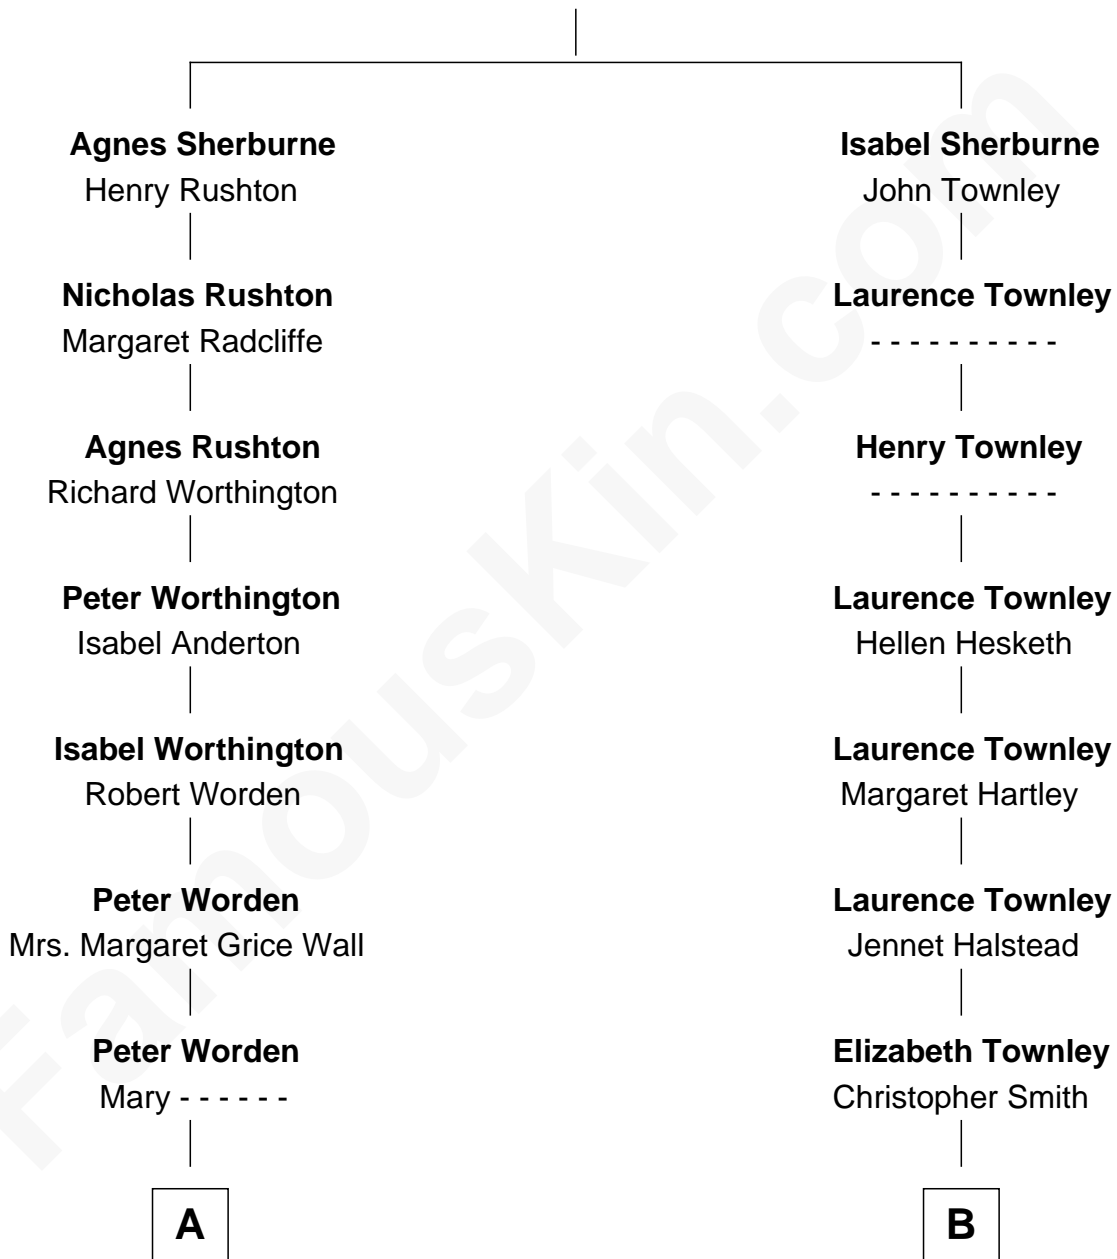 Agnes Sherburne
Henry Rushton
Nicholas Rushton
Margaret Radcliffe
Agnes Rushton
Richard Worthington
Peter Worthington
Isabel Anderton
Isabel Worthington
Robert Worden
Peter Worden
Mrs. Margaret Grice Wall
Peter Worden
Mary - - - - - -
A
Isabel Sherburne
John Townley
Laurence Townley
- - - - - - - - - -
Henry Townley
- - - - - - - - - -
Laurence Townley
Hellen Hesketh
Laurence Townley
Margaret Hartley
Laurence Townley
Jennet Halstead
Elizabeth Townley
Christopher Smith
B
FamousKin.com